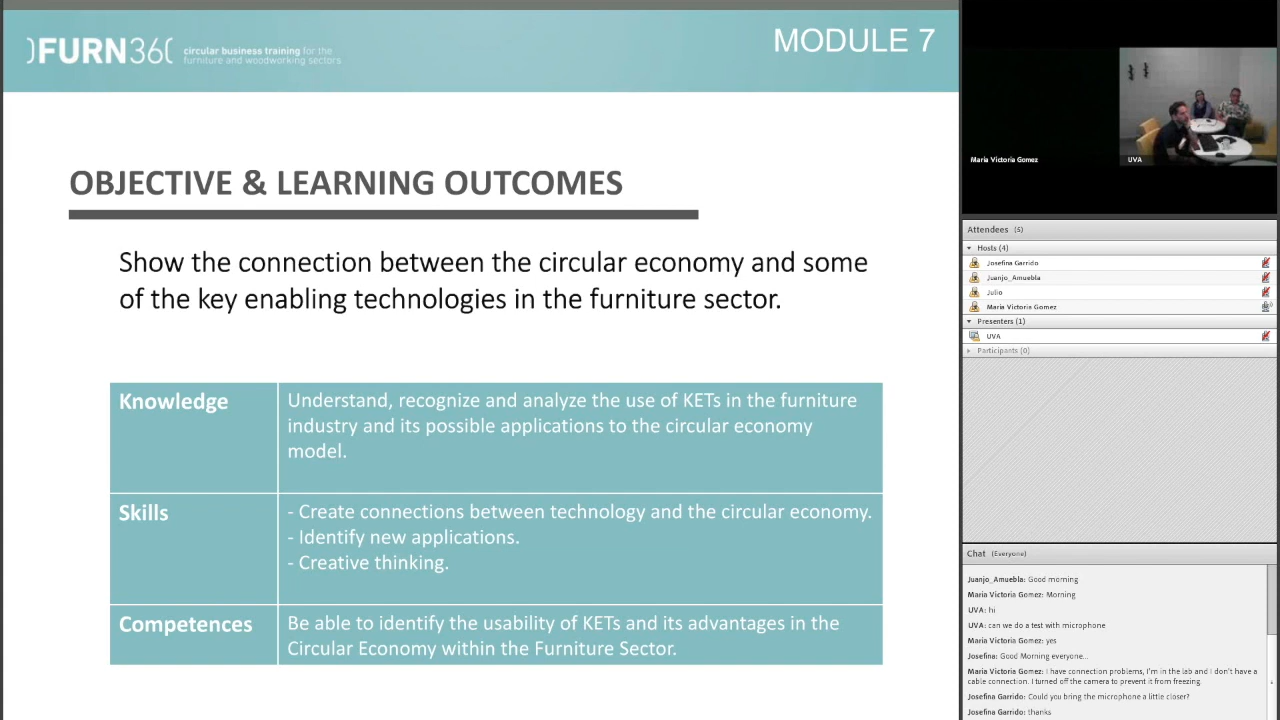 FURN360
circular business training for the
furniture and woodworking sectors
MODULE 7
OBJECTIVE & LEARNING OUTCOMES
Show the connection between the circular economy and some
of the key enabling technologies in the furniture sector.
Knowledge
Understand, recognize and analyze the use of KETs in the furniture
industry and its possible applications to the circular economy
model.
Skills
- Create connections between technology and the circular economy.
- Identify new applications.
- Creative thinking.
Competences
Be able to identify the usability of KETs and its advantages in the
Circular Economy within the Furniture Sector.
Maria Victoria Gomez
UVA
Attendees (5)
Hosts (4)
Josefina Garrido
Juanjo_Amuebla
Julio
Maria Victoria Gomez
Presenters (1)
UVA
Participants (0)
Chat (Everyone)
Juanjo_Amuebla: Good morning
Maria Victoria Gomez: Morning
UVA: hi
UVA: can we do a test with microphone
Maria Victoria Gomez: yes
Josefina: Good Morning everyone...
Maria Victoria Gomez: I have connection problems, I'm in the lab and I don't have a
cable connection. I turned off the camera to prevent it from freezing.
Josefina Garrido: Could you bring the microphone a little closer?
Josefina Garrido: thanks